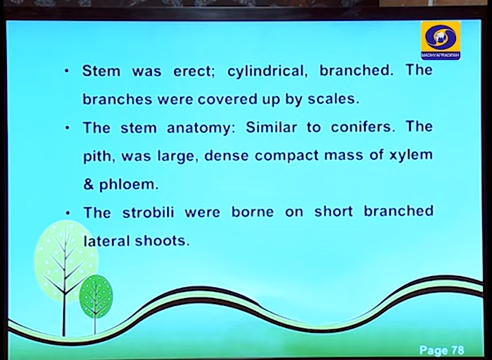 MADHYAPRADESH
• Stem was erect; cylindrical, branched. The
branches were covered up by scales.
• The stem anatomy: Similar to conifers. The
pith, was large, dense compact mass of xylem
& phloem.
• The strobili were borne on short branched
lateral shoots.
Page 78